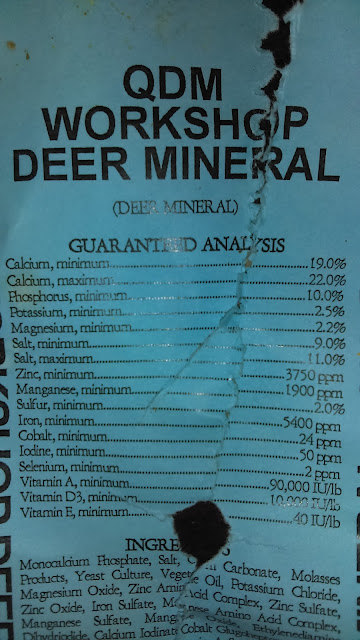 QDM
WORKSHOP
DEER MINERAL
(DEER MINERAL)
GUARANTEED ANALYSIS
Calcium, minimum 19.0%
Calcium, maximum 22.0%
Phosphorus, minimum 10.0%
Potassium, minimum 2.5%
Magnesium, minimum 2.2%
Salt, minimum 9.0%
Salt, maximum 11.0%
Zinc, minimum 3750 ppm
Manganese, minimum 1900 ppm
Sulfur, minimum 2.0%
Iron, minimum 5400 ppm
Cobalt, minimum 24 ppm
Iodine, minimum 50 ppm
Selenium, minimum 2 ppm
Vitamin A, minimum 90,000 IU/lb
Vitamin D3, minimum 10,000 IU/lb
Vitamin E, minimum 40 IU/lb
INGRE S
Monocalcium Phosphate, Salt, Carbonate, Molasses
Products, Yeast Culture, Oil, Potassium Chloride,
Magnesium Oxide, Zinc Acid Complex, Zinc Sulfate,
Zinc Oxide, Iron Sulfate, Amino Acid Complex,
Manganese Sulfate,
Dihydriodide, Calcium Iodinate, Cobalt